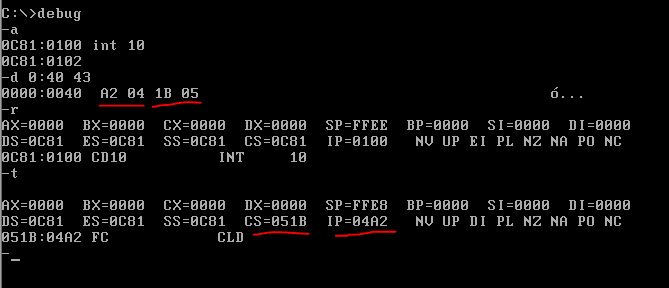 C:\>debug
-a
0C81:0100 int 10
0C81:0102
-d 0:40 43
0000:0040  A2 04 1B 05                                       ó...
-r
AX=0000  BX=0000  CX=0000  DX=0000  SP=FFEE  BP=0000  SI=0000  DI=0000
DS=0C81  ES=0C81  SS=0C81  CS=0C81  IP=0100   NV UP EI PL NZ NA PO NC
0C81:0100 CD10          INT     10
-t
AX=0000  BX=0000  CX=0000  DX=0000  SP=FFE8  BP=0000  SI=0000  DI=0000
DS=0C81  ES=0C81  SS=0C81  CS=051B  IP=04A2   NV UP DI PL NZ NA PO NC
051B:04A2 FC            CLD
-